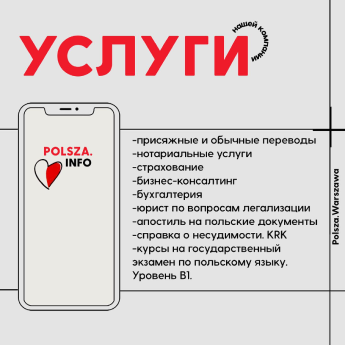 УСЛУГИ
нашей компании
POLSZA.
INFO
-присяжные и обычные переводы
-нотариальные услуги
-страхование
-бизнес-консалтинг
-бухгалтерия
-юрист по вопросам легализации
-апостиль на польские документы
-справка о несудимости. KRK
-курсы на государственный
экзамен по польскому языку.
Уровень B1.
Polsza.Warszawa